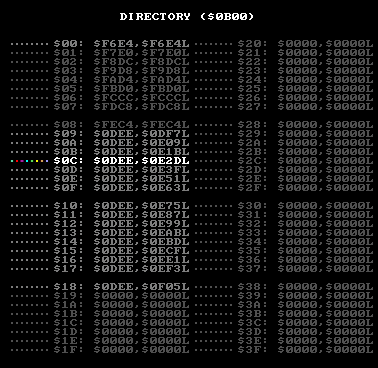 DIRECTORY ($0B00)
$00: $F6E4,$F6E4L ······· $20: $0000,$0000L
$01: $F7E0,$F7E0L ······· $21: $0000,$0000L
$02: $F8DC,$F8DCL ······· $22: $0000,$0000L
$03: $F9D8,$F9D8L ······· $23: $0000,$0000L
$04: $FAD4,$FAD4L ······· $24: $0000,$0000L
$05: $FBD0,$FBD0L ······· $25: $0000,$0000L
$06: $FCCC,$FCCCL ······· $26: $0000,$0000L
$07: $FDC8,$FDC8L ······· $27: $0000,$0000L
$08: $FEC4,$FEC4L ······· $28: $0000,$0000L
$09: $0DEE,$0DF7L ······· $29: $0000,$0000L
$0A: $0DEE,$0E09L ······· $2A: $0000,$0000L
$0B: $0DEE,$0E1BL ······· $2B: $0000,$0000L
$0C: $0DEE,$0E2DL ······· $2C: $0000,$0000L
$0D: $0DEE,$0E3FL ······· $2D: $0000,$0000L
$0E: $0DEE,$0E51L ······· $2E: $0000,$0000L
$0F: $0DEE,$0E63L ······· $2F: $0000,$0000L
$10: $0DEE,$0E75L ······· $30: $0000,$0000L
$11: $0DEE,$0E87L ······· $31: $0000,$0000L
$12: $0DEE,$0E99L ······· $32: $0000,$0000L
$13: $0DEE,$0EABL ······· $33: $0000,$0000L
$14: $0DEE,$0EBDL ······· $34: $0000,$0000L
$15: $0DEE,$0ECFL ······· $35: $0000,$0000L
$16: $0DEE,$0EE1L ······· $36: $0000,$0000L
$17: $0DEE,$0EF3L ······· $37: $0000,$0000L
$18: $0DEE,$0F05L ······· $38: $0000,$0000L
$19: $0000,$0000L ······· $39: $0000,$0000L
$1A: $0000,$0000L ······· $3A: $0000,$0000L
$1B: $0000,$0000L ······· $3B: $0000,$0000L
$1C: $0000,$0000L ······· $3C: $0000,$0000L
$1D: $0000,$0000L ······· $3D: $0000,$0000L
$1E: $0000,$0000L ······· $3E: $0000,$0000L
$1F: $0000,$0000L ······· $3F: $0000,$0000L